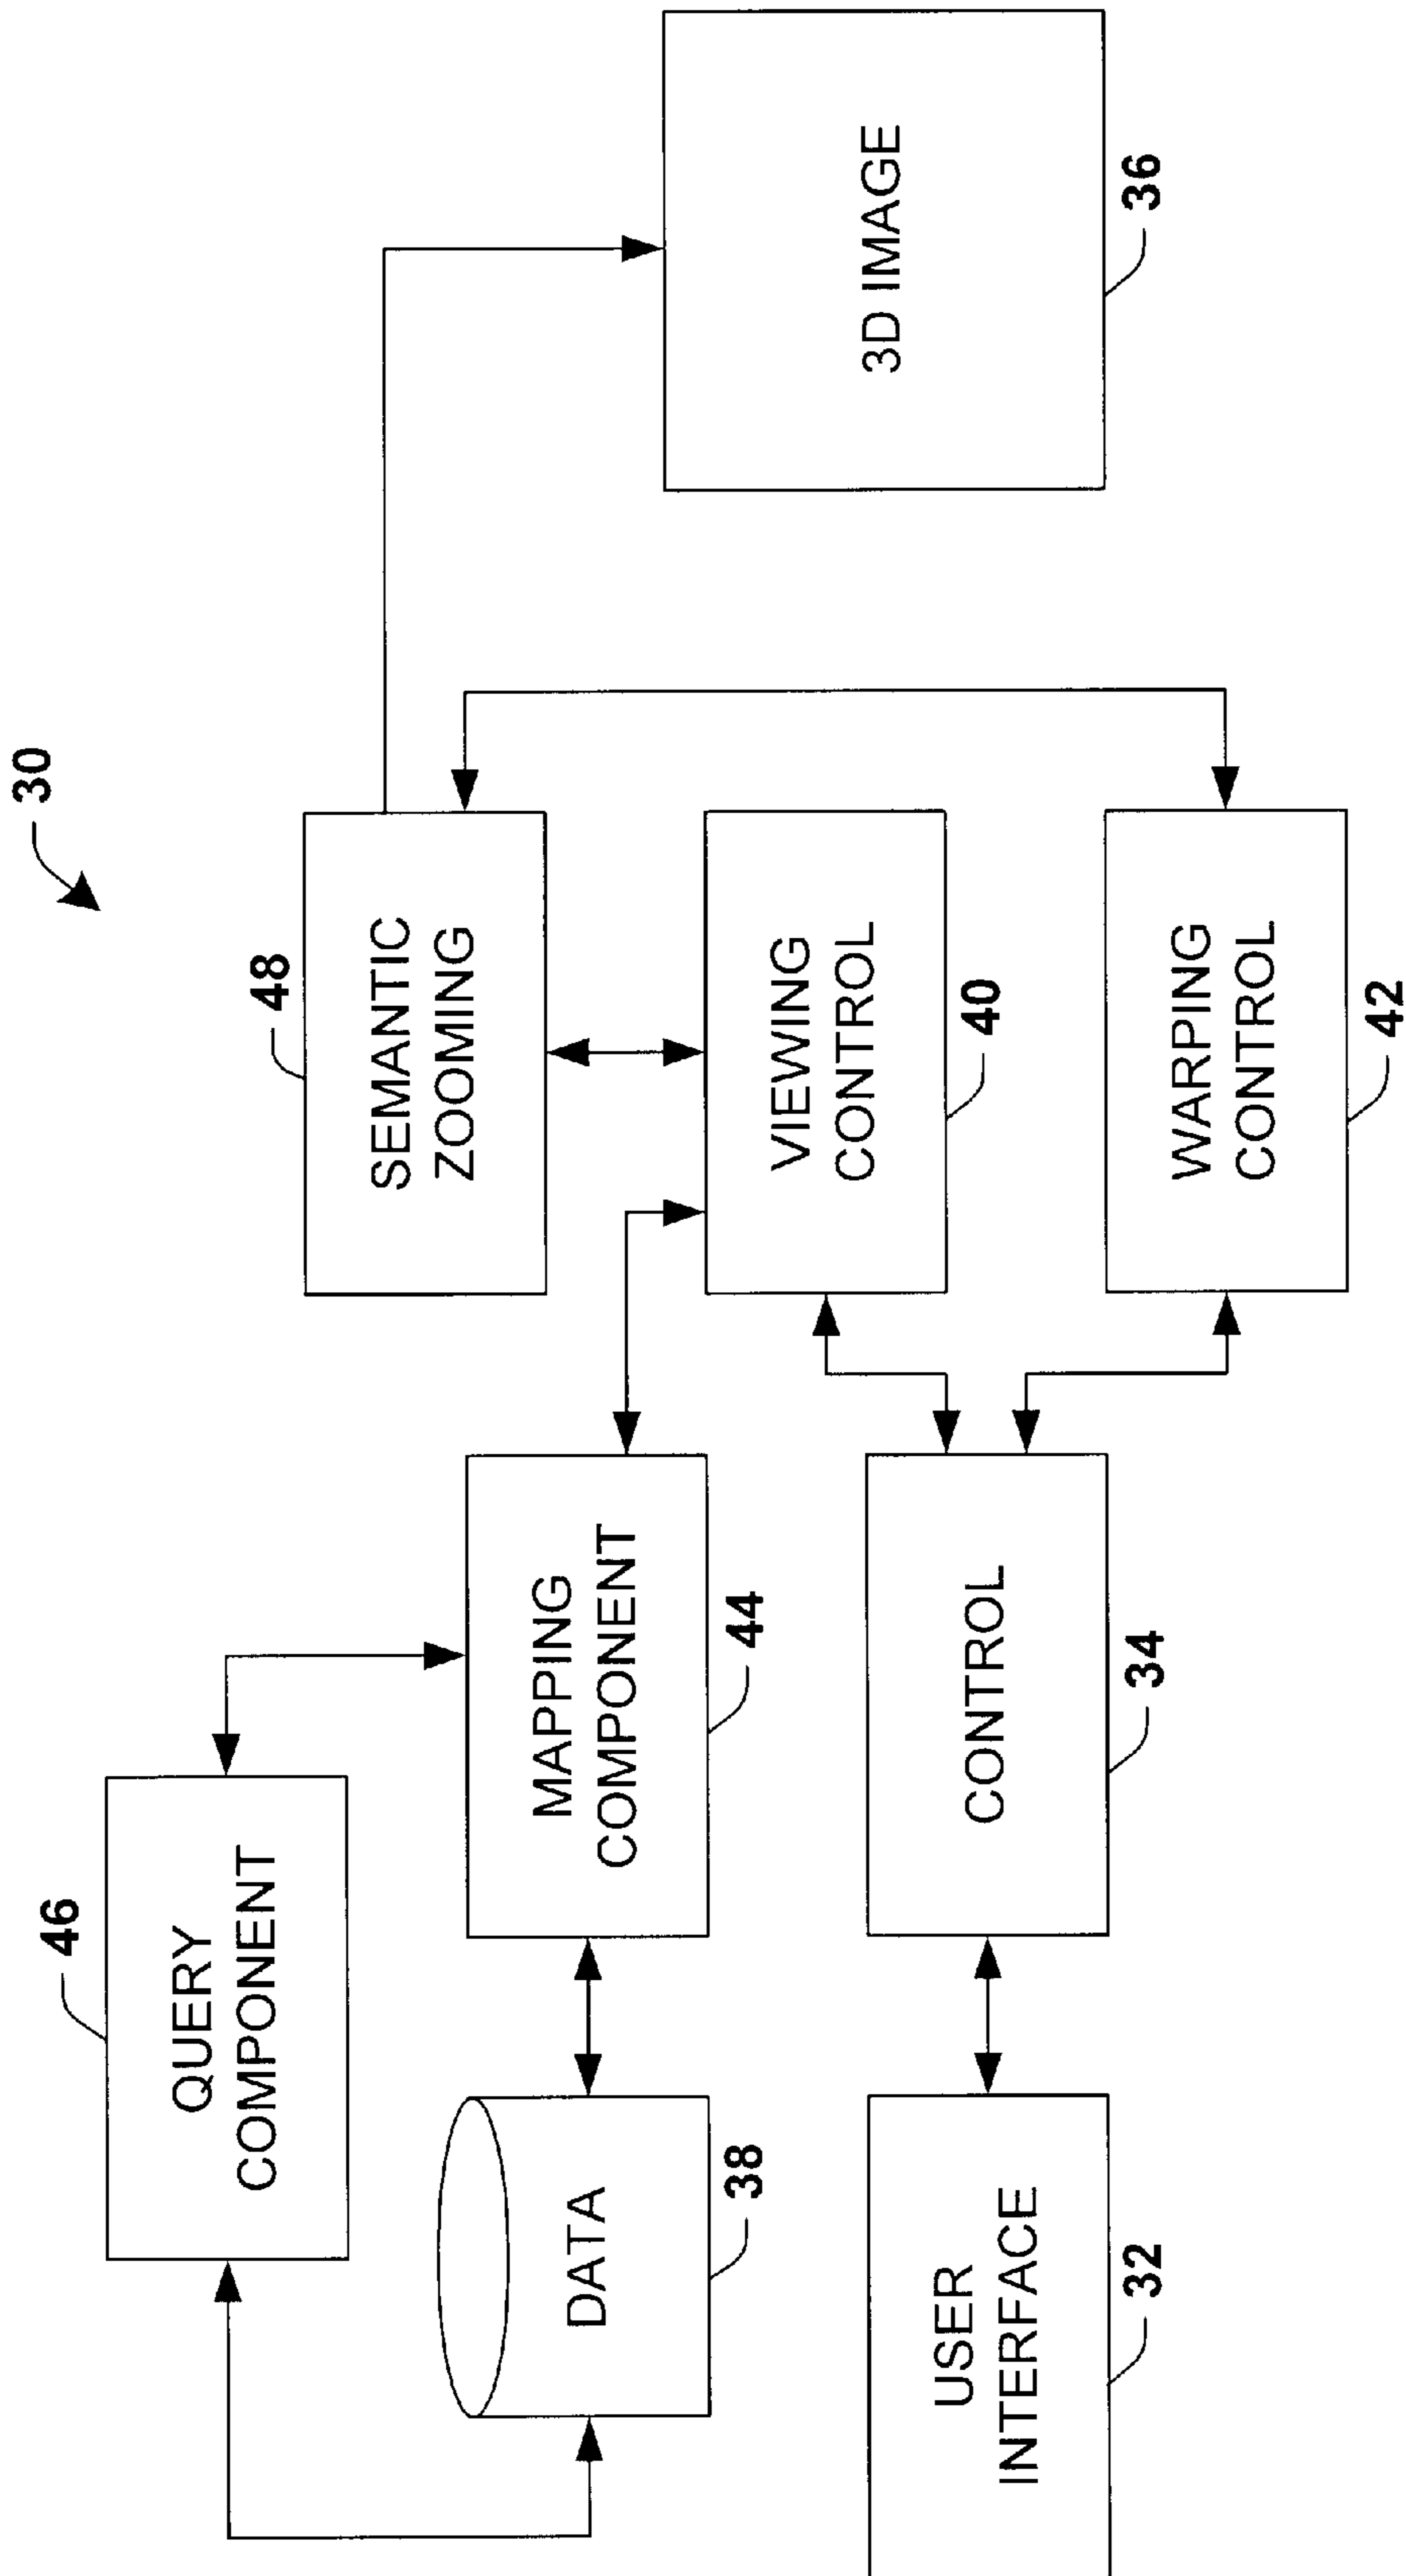 30
46
QUERY
COMPONENT
48
SEMANTIC
ZOOMING
DATA
38
MAPPING
COMPONENT
44
VIEWING
CONTROL
40
3D IMAGE
36
USER
INTERFACE
32
CONTROL
34
WARPING
CONTROL
42